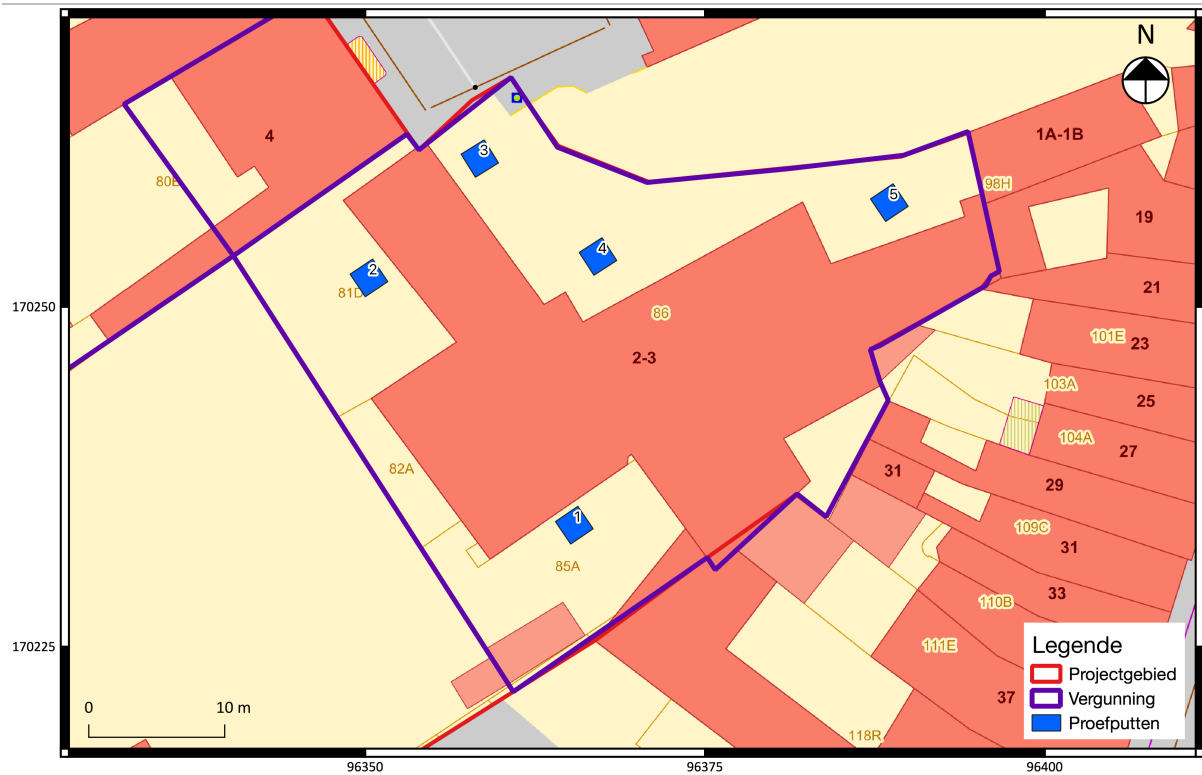 N
4
80E
3
1A-1B
98H
5
19
4
2
81D
170250
86
21
2-3
101E
23
103A
25
104A
27
82A
31
29
1
109C
31
85A
110B
33
111E
170225
37
118R
Legende
Projectgebied
Vergunning
Proefputten
0
10 m
96350
96375
96400